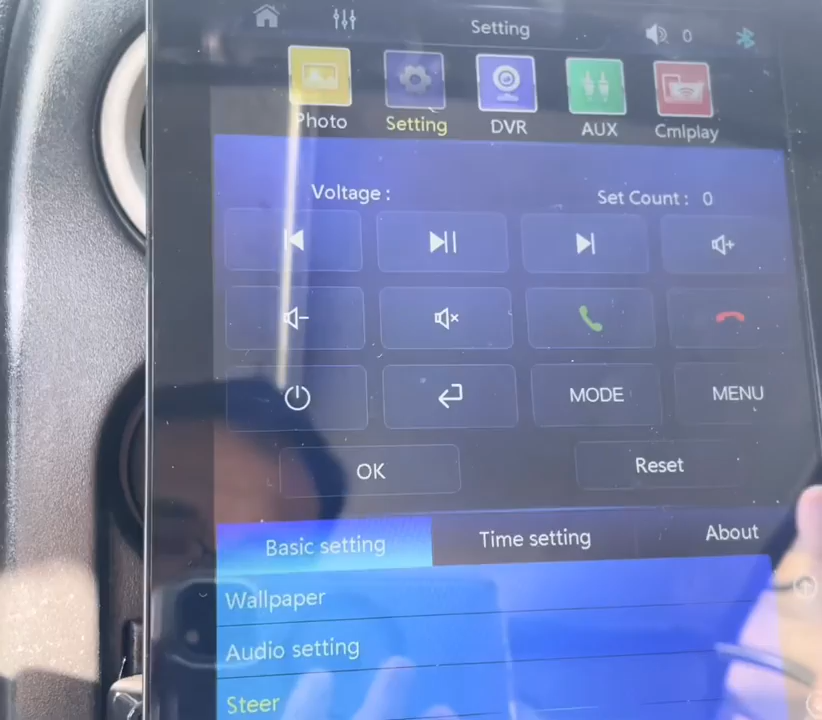 Setting
0
Photo
Setting
DVR
AUX
Cmlplay
Voltage :
Set Count : 0
MODE
MENU
OK
Reset
Basic setting
Time setting
About
Wallpaper
Audio setting
Steer